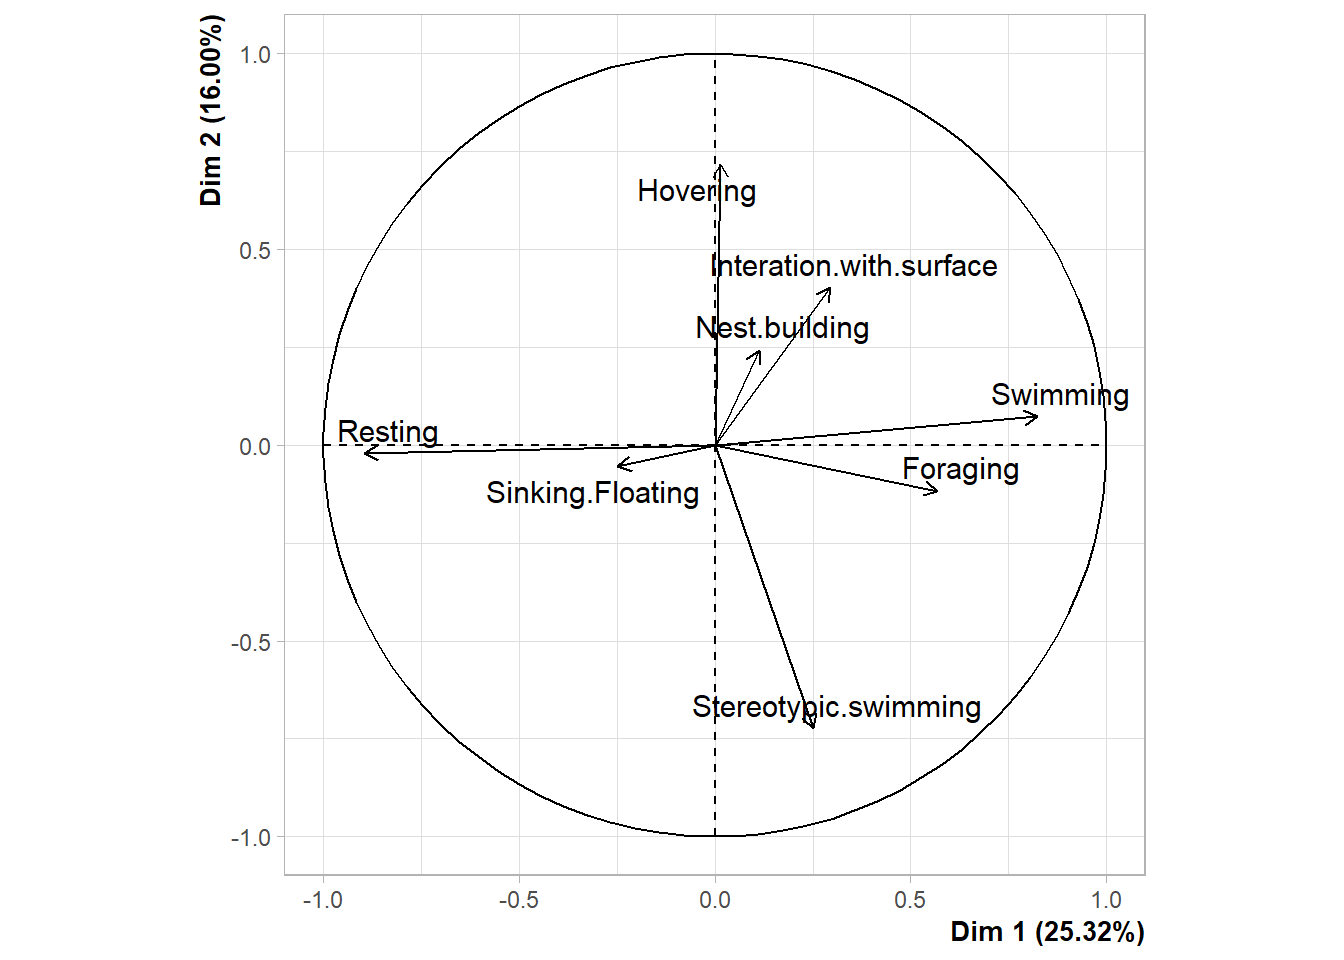 Dim 2 (16.00%)
1.0
0.5
0.0
-0.5
-1.0
Hovering
Interation.with.surface
Nest.building
Swimming
Resting
Foraging
Sinking.Floating
Stereotypic.swimming
-1.0
-0.5
0.0
0.5
1.0
Dim 1 (25.32%)